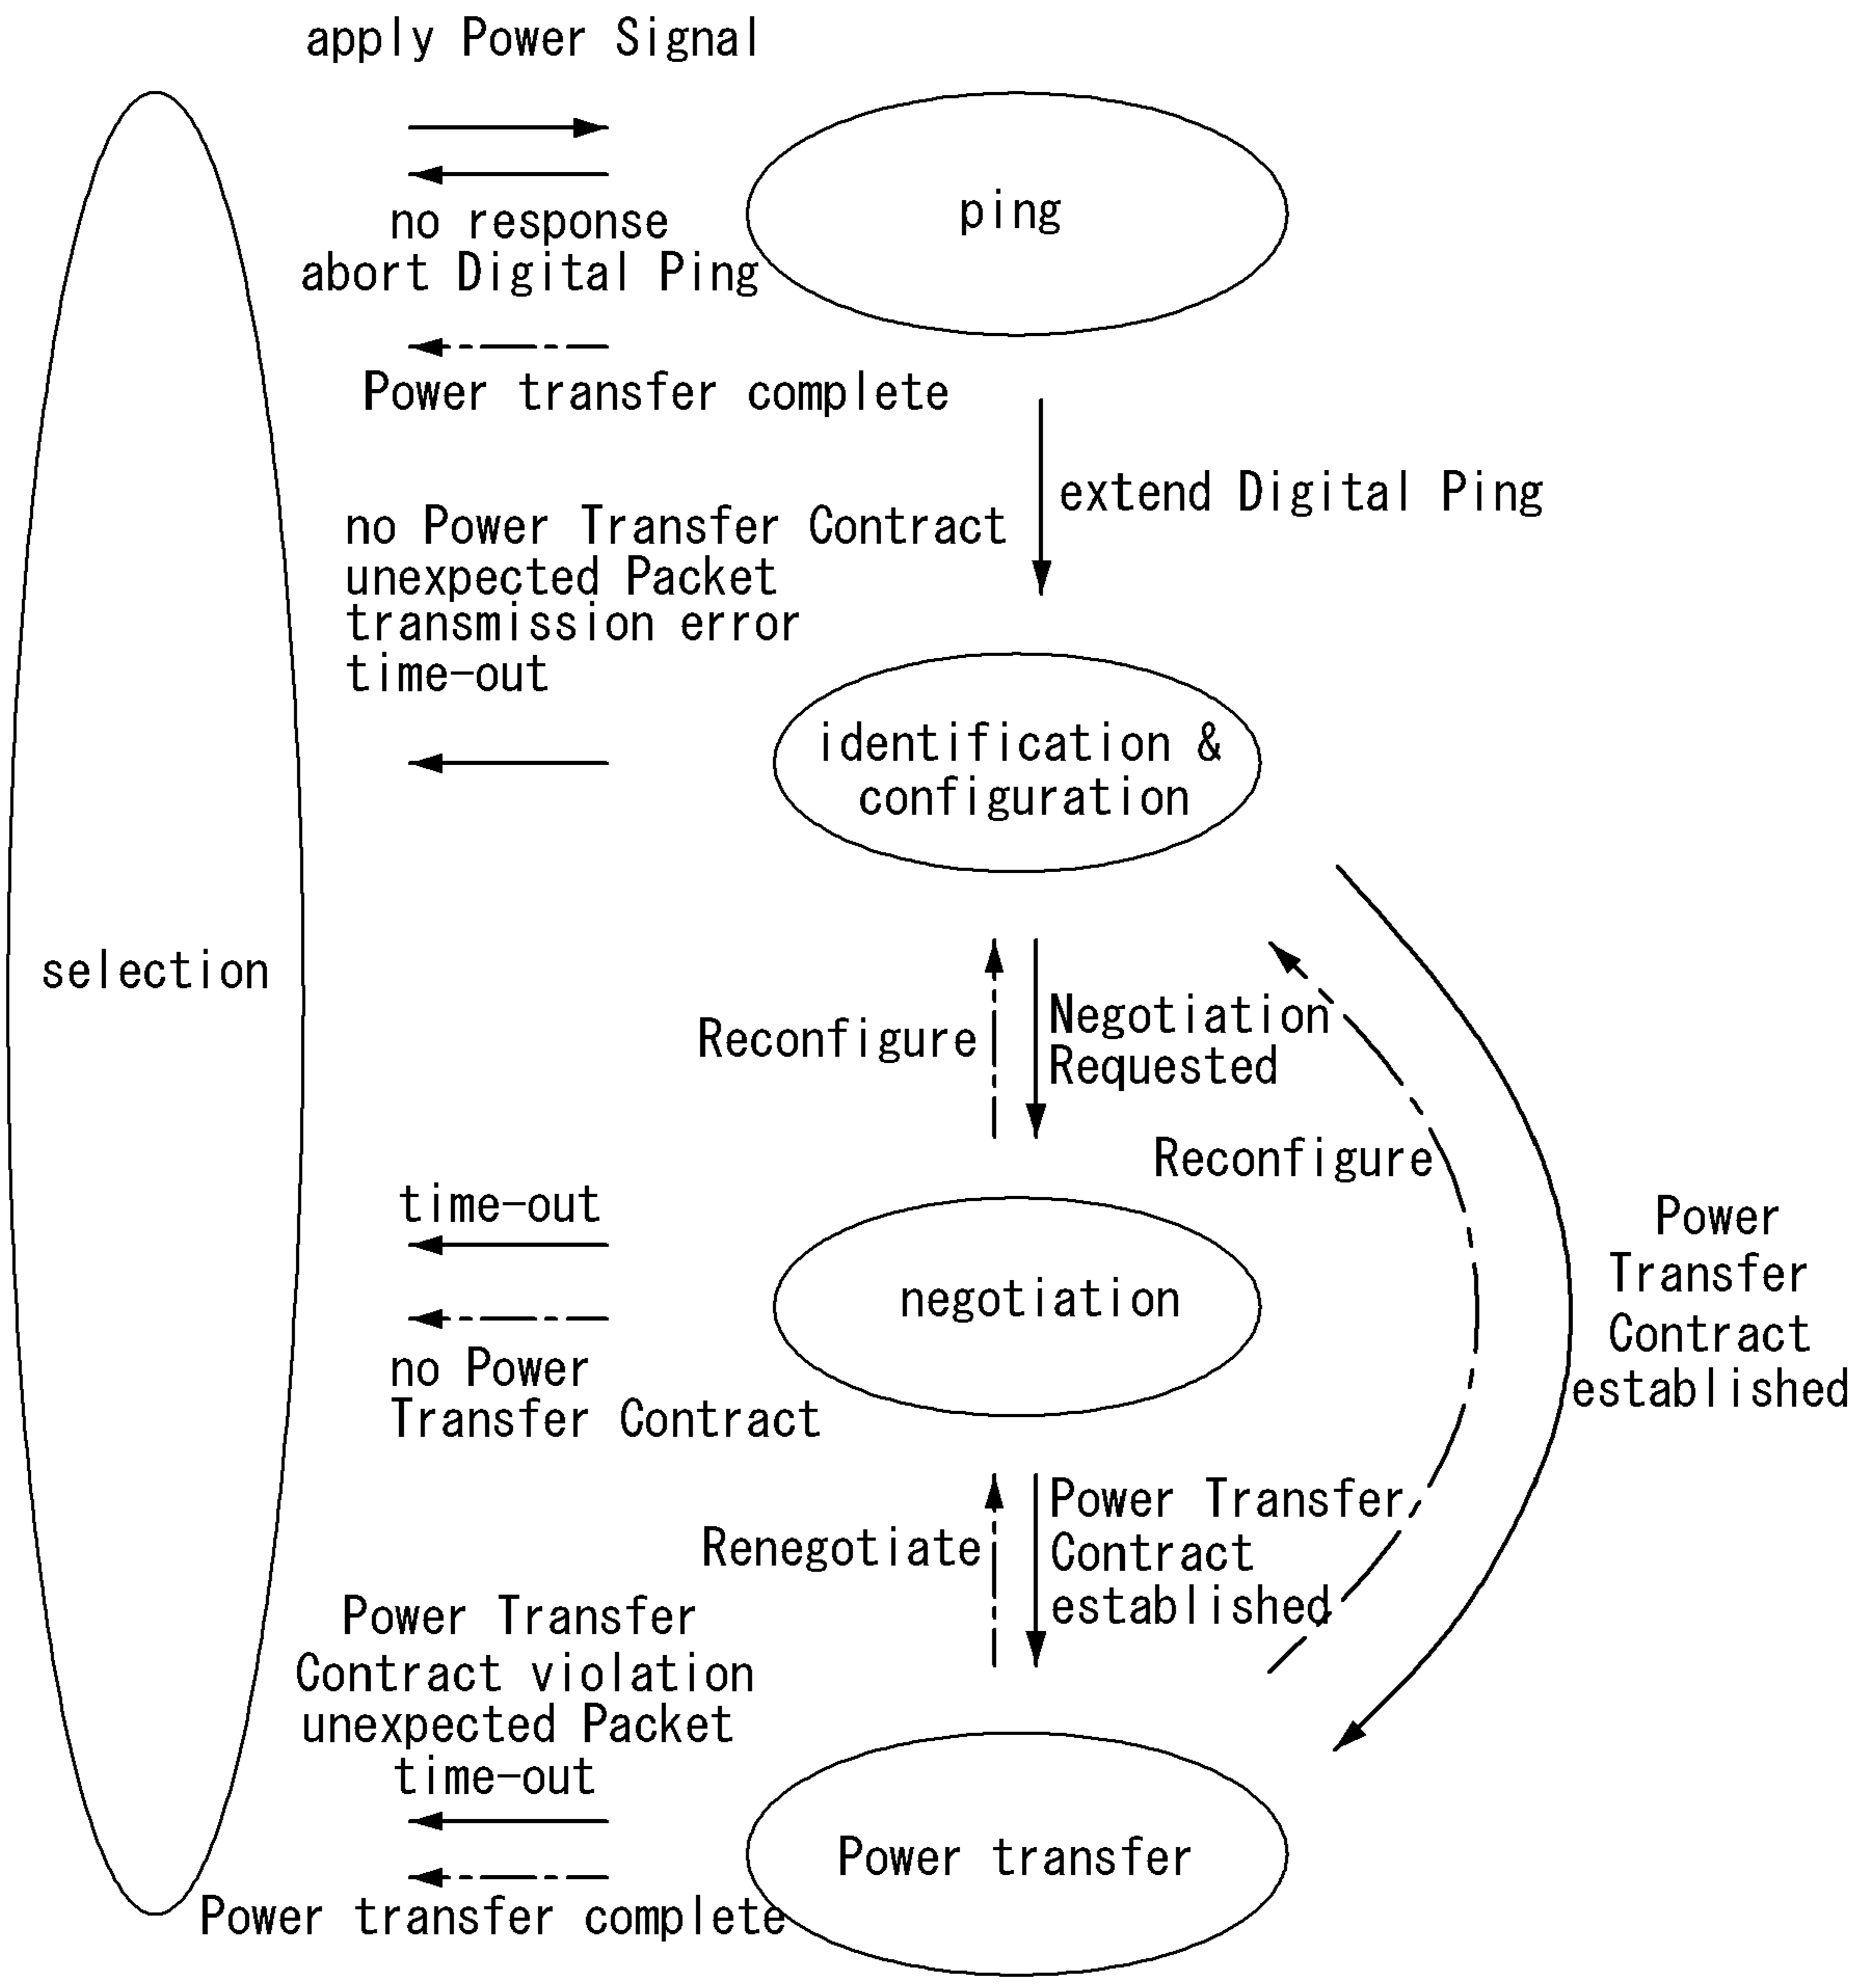 apply Power Signal
ping
no response
abort Digital Ping
Power transfer complete
extend Digital Ping
no Power Transfer Contract
unexpected Packet
transmission error
time-out
identification &
configuration
selection
Reconfigure
Negotiation
Requested
Reconfigure
time-out
negotiation
no Power
Transfer Contract
Power
Transfer
Contract
established
Renegotiate
Power Transfer
Contract
established
Power Transfer
Contract violation
unexpected Packet
time-out
Power transfer
Power transfer complete